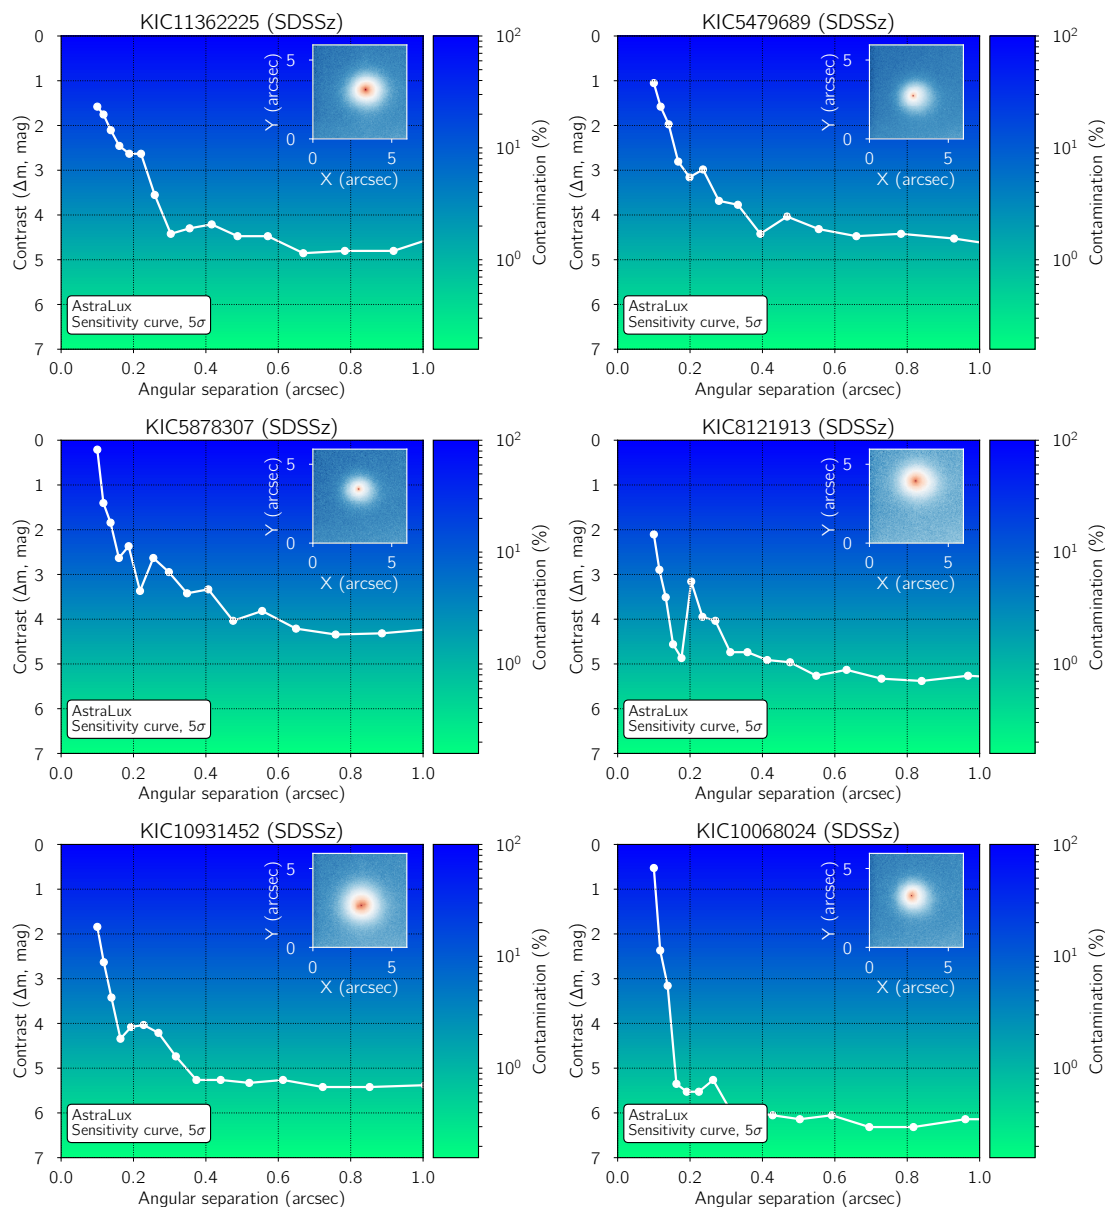 KIC11362225 (SDSSz)
0
1
2
3
4
5
6
7
Contrast (Δm, mag)
0.0 0.2 0.4 0.6 0.8 1.0
Angular separation (arcsec)
5
0
Y (arcsec)
0 5
X (arcsec)
AstraLux
Sensitivity curve, 5σ
10²
10¹
10⁰
Contamination (%)
KIC5479689 (SDSSz)
0
1
2
3
4
5
6
7
Contrast (Δm, mag)
0.0 0.2 0.4 0.6 0.8 1.0
Angular separation (arcsec)
5
0
Y (arcsec)
0 5
X (arcsec)
AstraLux
Sensitivity curve, 5σ
10²
10¹
10⁰
Contamination (%)
KIC5878307 (SDSSz)
0
1
2
3
4
5
6
7
Contrast (Δm, mag)
0.0 0.2 0.4 0.6 0.8 1.0
Angular separation (arcsec)
5
0
Y (arcsec)
0 5
X (arcsec)
AstraLux
Sensitivity curve, 5σ
10²
10¹
10⁰
Contamination (%)
KIC8121913 (SDSSz)
0
1
2
3
4
5
6
7
Contrast (Δm, mag)
0.0 0.2 0.4 0.6 0.8 1.0
Angular separation (arcsec)
5
0
Y (arcsec)
0 5
X (arcsec)
AstraLux
Sensitivity curve, 5σ
10²
10¹
10⁰
Contamination (%)
KIC10931452 (SDSSz)
0
1
2
3
4
5
6
7
Contrast (Δm, mag)
0.0 0.2 0.4 0.6 0.8 1.0
Angular separation (arcsec)
5
0
Y (arcsec)
0 5
X (arcsec)
AstraLux
Sensitivity curve, 5σ
10²
10¹
10⁰
Contamination (%)
KIC10068024 (SDSSz)
0
1
2
3
4
5
6
7
Contrast (Δm, mag)
0.0 0.2 0.4 0.6 0.8 1.0
Angular separation (arcsec)
5
0
Y (arcsec)
0 5
X (arcsec)
AstraLux
Sensitivity curve, 5σ
10²
10¹
10⁰
Contamination (%)